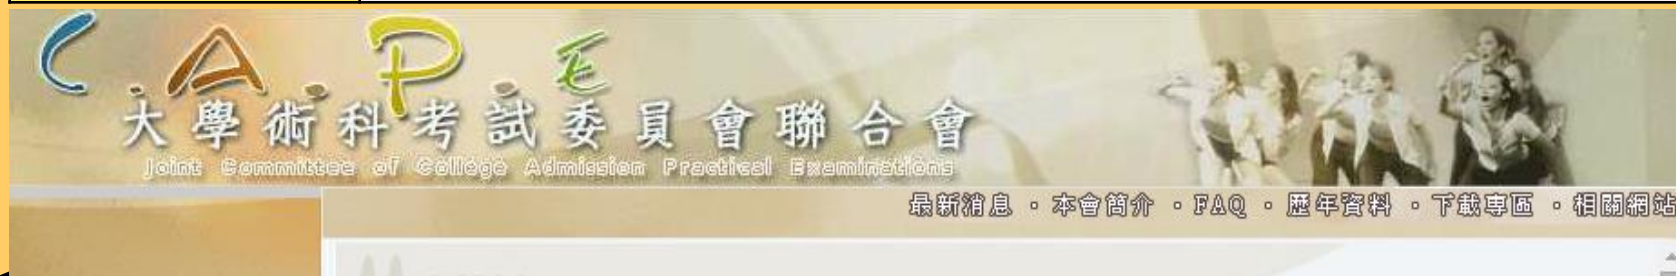 C.A.P.E
大學術科考試委員會聯合會
Joint Committee of College Admission Practical Examinations
最新消息 · 本會簡介 · FAQ · 歷年資料 · 下載專區 · 相關網站